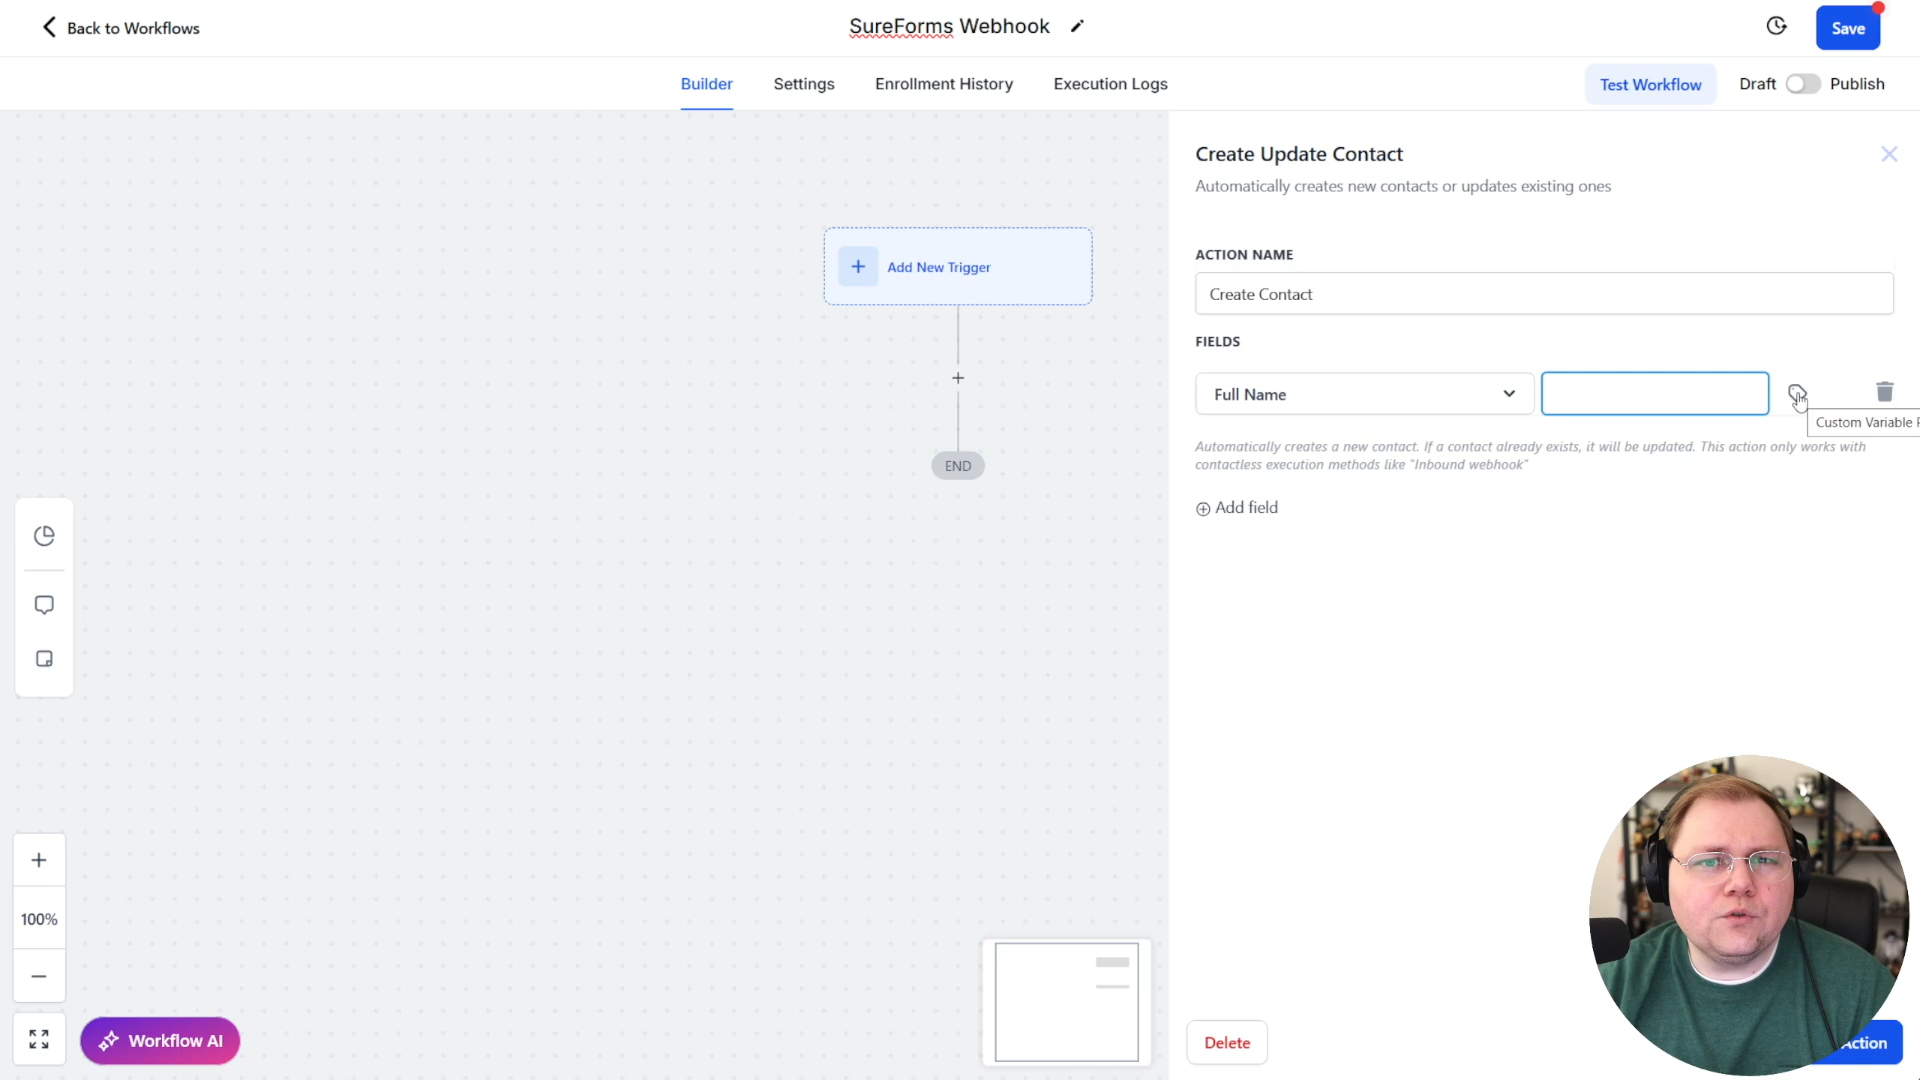 Back to Workflows
SureForms Webhook
Save
Builder
Settings
Enrollment History
Execution Logs
Test Workflow
Draft
Publish
Create Update Contact
Automatically creates new contacts or updates existing ones
Add New Trigger
ACTION NAME
Create Contact
FIELDS
Full Name
Custom Variable
Automatically creates a new contact. If a contact already exists, it will be updated. This action only works with
contactless execution methods like "Inbound webhook"
END
Add field
100%
Workflow AI
Delete
Action